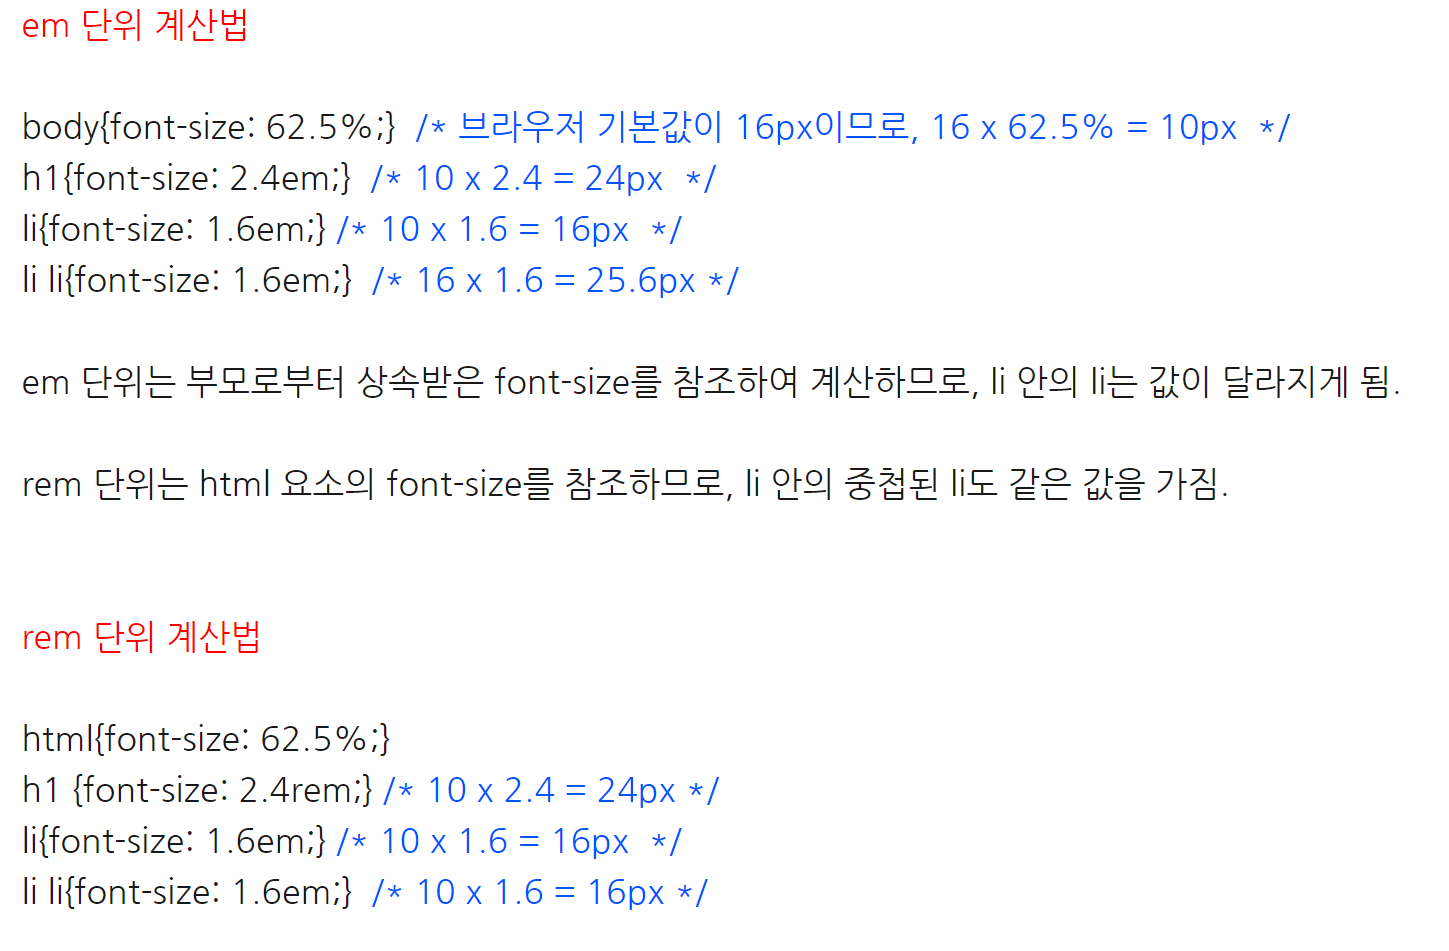 em 단위 계산법
body{font-size: 62.5%;}  /* 브라우저 기본값이 16px이므로, 16 x 62.5% = 10px  */
h1{font-size: 2.4em;}  /* 10 x 2.4 = 24px  */
li{font-size: 1.6em;} /* 10 x 1.6 = 16px  */
li li{font-size: 1.6em;}  /* 16 x 1.6 = 25.6px */
em 단위는 부모로부터 상속받은 font-size를 참조하여 계산하므로, li 안의 li는 값이 달라지게 됨.
rem 단위는 html 요소의 font-size를 참조하므로, li 안의 중첩된 li도 같은 값을 가짐.
rem 단위 계산법
html{font-size: 62.5%;}
h1 {font-size: 2.4rem;} /* 10 x 2.4 = 24px */
li{font-size: 1.6em;} /* 10 x 1.6 = 16px  */
li li{font-size: 1.6em;}  /* 10 x 1.6 = 16px */